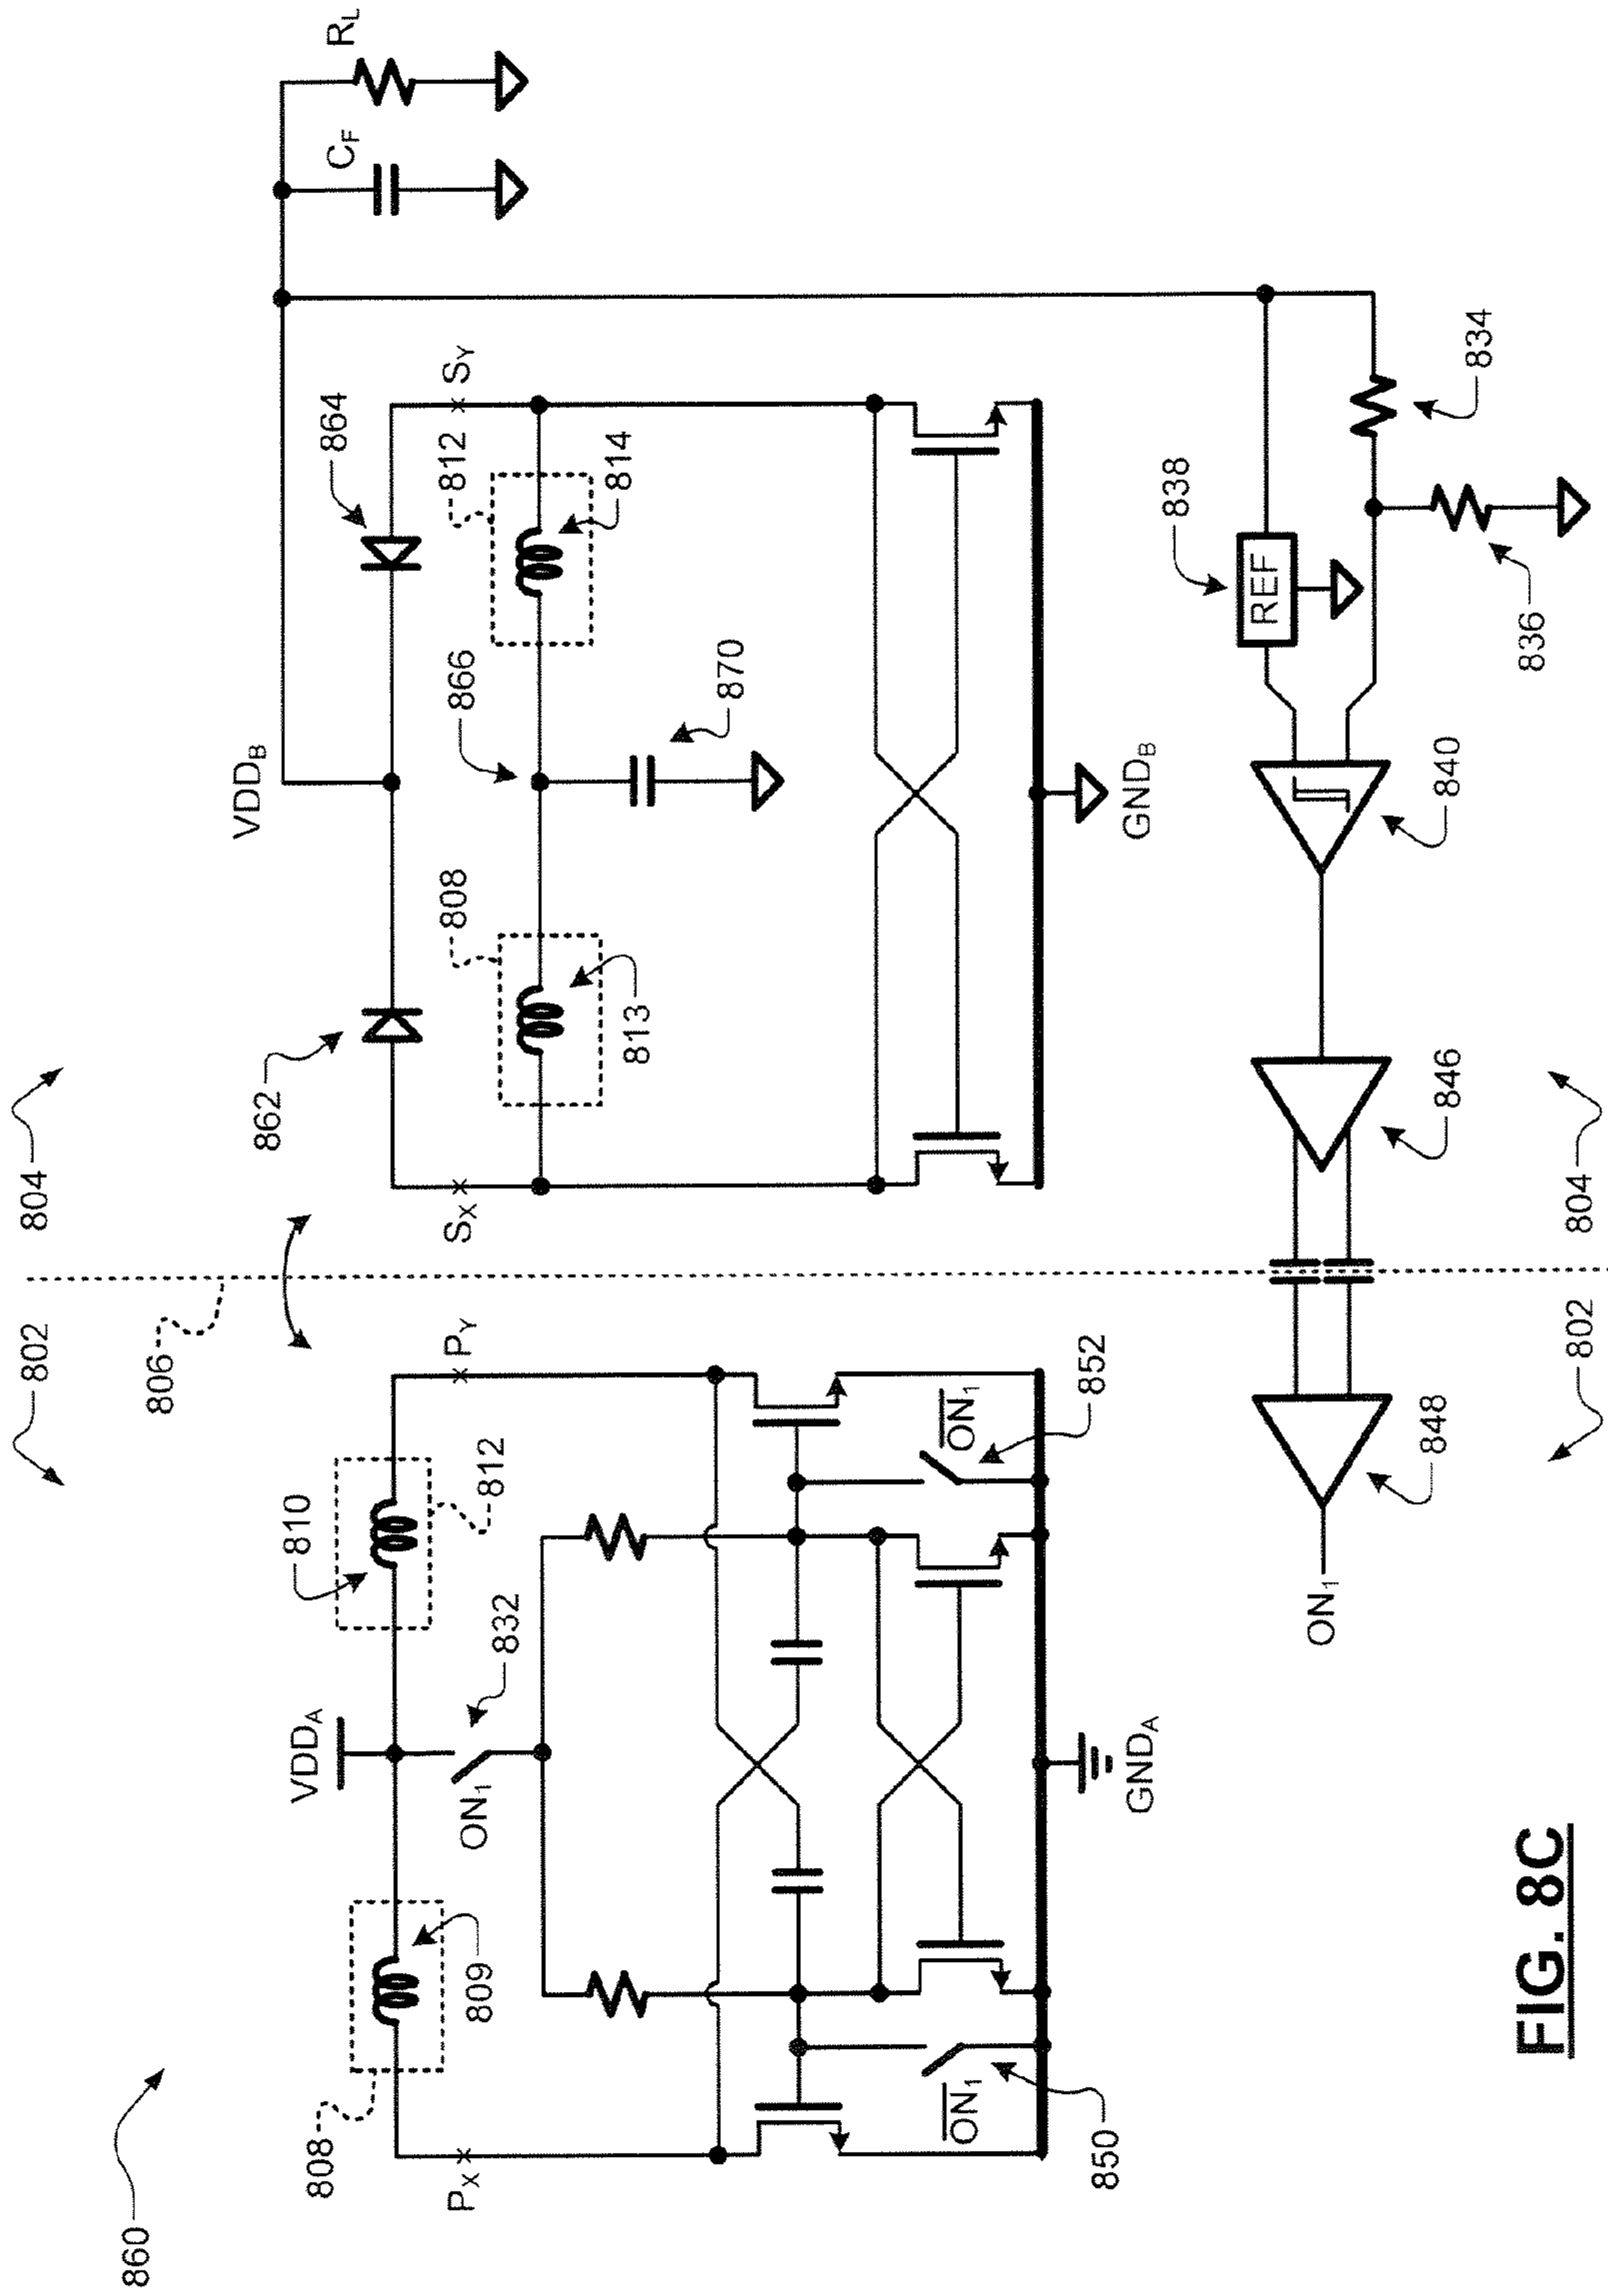 860
802
804
806
808
809
VDDA
810
812
PX
PY
ON1
832
ON1
850
ON1
852
GNDA
862
VDDB
864
SX
SY
808
813
866
812
814
870
GNDB
CF
RL
838
REF
834
836
840
846
848
ON1
802
804
FIG. 8C